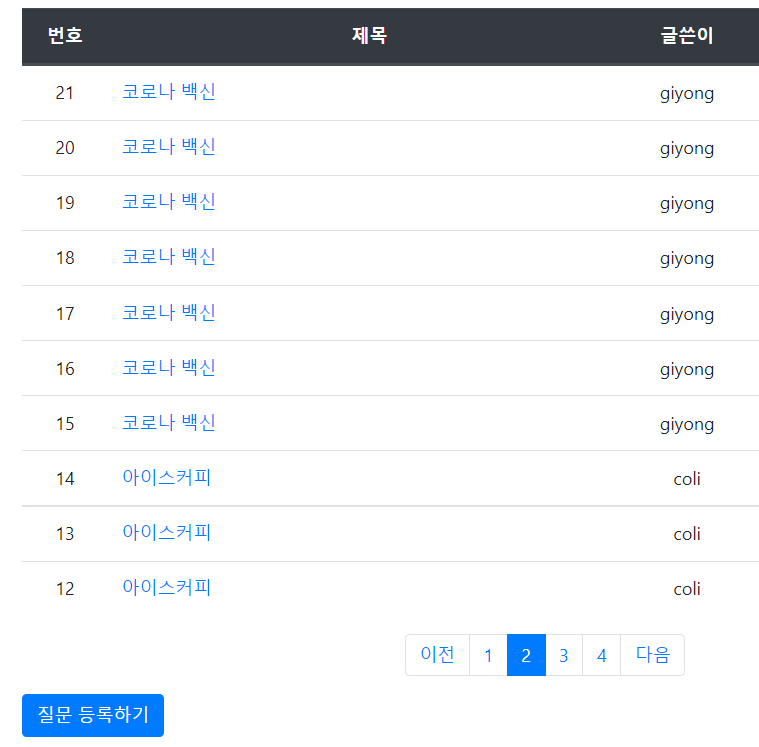 번호 제목 글쓴이
21 코로나 백신 giyong
20 코로나 백신 giyong
19 코로나 백신 giyong
18 코로나 백신 giyong
17 코로나 백신 giyong
16 코로나 백신 giyong
15 코로나 백신 giyong
14 아이스커피 coli
13 아이스커피 coli
12 아이스커피 coli
이전 1 2 3 4 다음
질문 등록하기